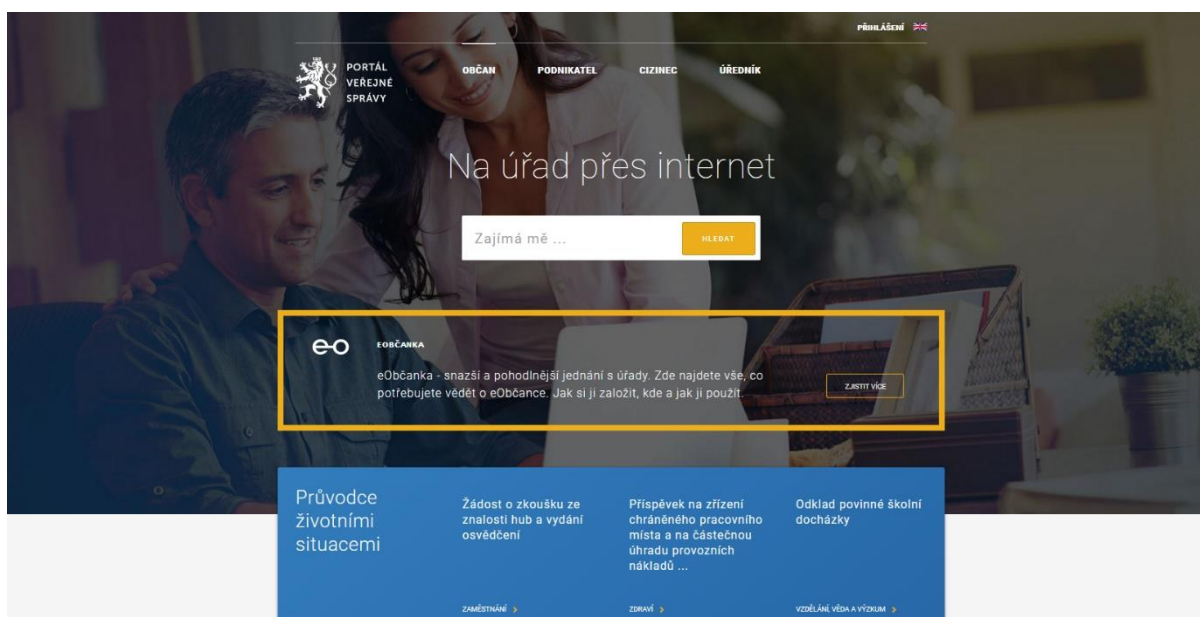 PŘIHLÁŠENÍ
PORTÁL
VEŘEJNÉ
SPRÁVY
OBČAN PODNIKATEL CIZINEC ÚŘEDNÍK
Na úřad přes internet
Zajímá mě ... HLEDAT
e-o EOBČANKA
eObčanka - snazší a pohodlnější jednání s úřady. Zde najdete vše, co
potřebujete vědět o eObčance. Jak si ji založit, kde a jak ji použít.
ZJISTIT VÍCE
Průvodce
životními
situacemi
Žádost o zkoušku ze
znalosti hub a vydání
osvědčení
ZAMĚSTNÁNÍ
Příspěvek na zřízení
chráněného pracovního
místa a na částečnou
úhradu provozních
nákladů ...
ZDRAVÍ
Odklad povinné školní
docházky
VZDĚLÁNÍ, VĚDA A VÝZKUM